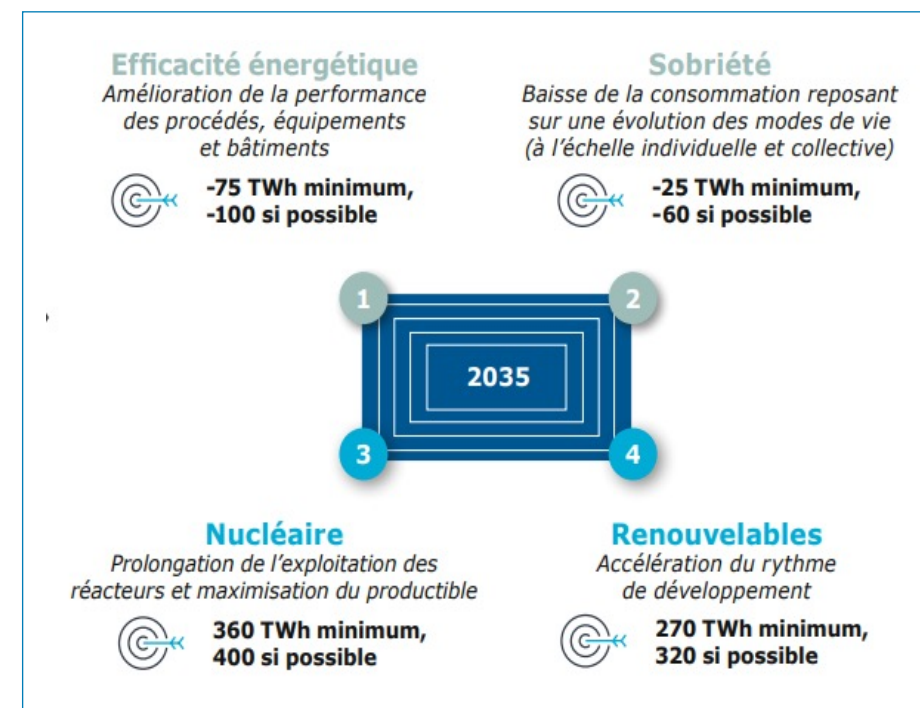 Efficacité énergétique
Amélioration de la performance
des procédés, équipements
et bâtiments
-75 TWh minimum,
-100 si possible
Sobriété
Baisse de la consommation reposant
sur une évolution des modes de vie
(à l'échelle individuelle et collective)
-25 TWh minimum,
-60 si possible
1
2
2035
3
4
Nucléaire
Prolongation de l'exploitation des
réacteurs et maximisation du productible
360 TWh minimum,
400 si possible
Renouvelables
Accélération du rythme
de développement
270 TWh minimum,
320 si possible